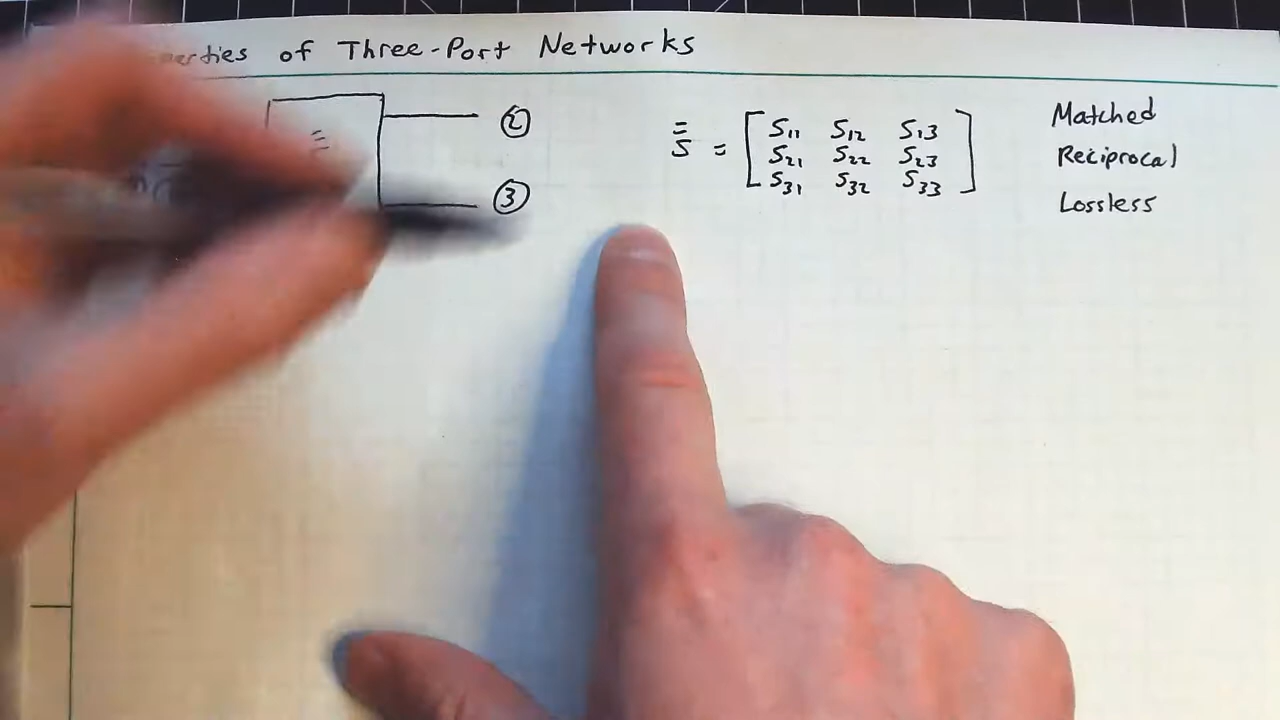 of Three-Port Networks
②
③
S̿ = [ S11 S12 S13
S21 S22 S23
S31 S32 S33 ]
Matched
Reciprocal
Lossless